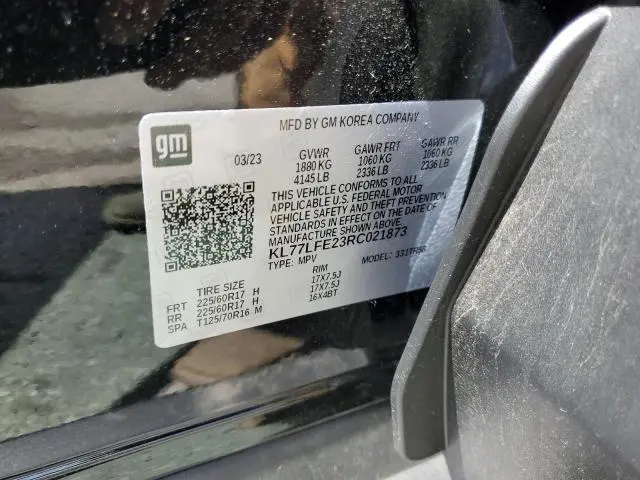 gm
MFD BY GM KOREA COMPANY
03/23 GVWR GAWR FRT GAWR RR
1880 KG 1060 KG 1060 KG
4145 LB 2336 LB 2336 LB
THIS VEHICLE CONFORMS TO ALL
APPLICABLE U.S. FEDERAL MOTOR
VEHICLE SAFETY AND THEFT PREVENTION
STANDARDS IN EFFECT ON THE DATE OF
MANUFACTURE SHOWN ABOVE.
KL77LFE23RC021873
TYPE: MPV MODEL:
TIRE SIZE RIM
FRT 225/60R17 H 17X7.5J
RR 225/60R17 H 17X7.5J
SPA T125/70R16 M 16X4BT